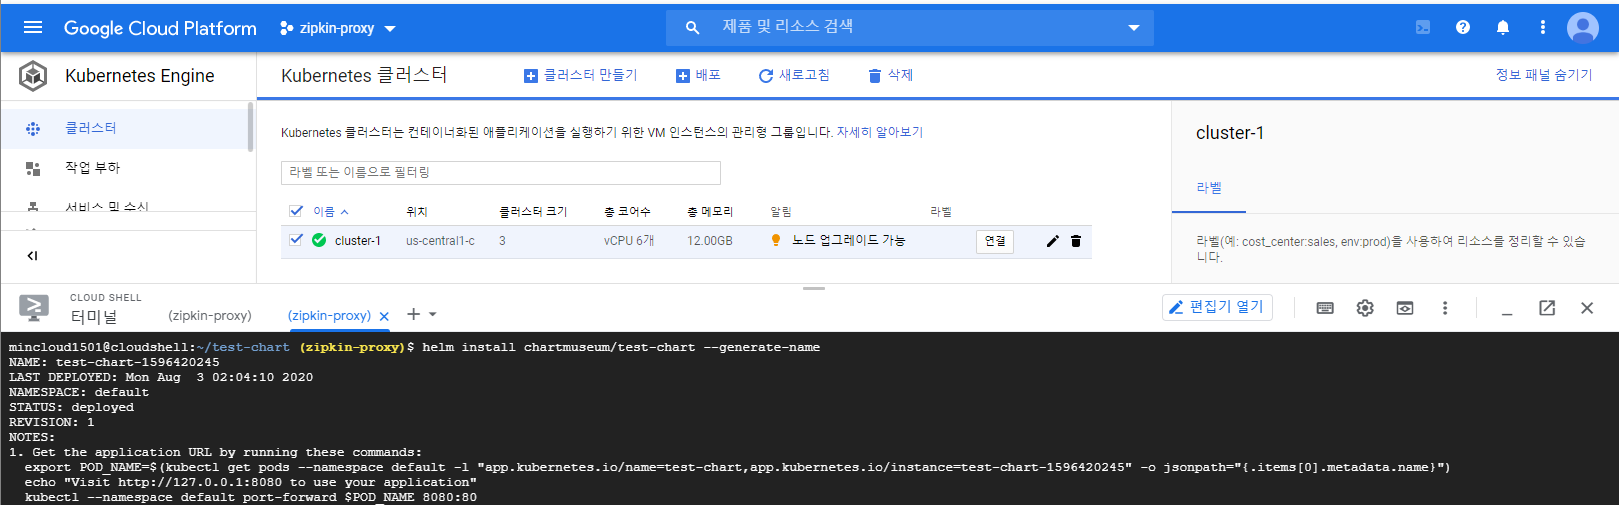 Google Cloud Platform zipkin-proxy 제품 및 리소스 검색
Kubernetes Engine Kubernetes 클러스터 클러스터 만들기 배포 새로고침 삭제 정보 패널 숨기기
클러스터
작업 부하
서비스 및 수신
Kubernetes 클러스터는 컨테이너화된 애플리케이션을 실행하기 위한 VM 인스턴스의 관리형 그룹입니다. 자세히 알아보기
라벨 또는 이름으로 필터링
이름 위치 클러스터 크기 총 코어수 총 메모리 알림 라벨
cluster-1 us-central1-c 3 vCPU 6개 12.00GB 노드 업그레이드 가능 연결
cluster-1
라벨
라벨(예: cost_center:sales, env:prod)을 사용하여 리소스를 정리할 수 있습
니다.
CLOUD SHELL
터미널 (zipkin-proxy) (zipkin-proxy) 편집기 열기
mincloud1501@cloudshell:~/test-chart (zipkin-proxy)$ helm install chartmuseum/test-chart --generate-name
NAME: test-chart-1596420245
LAST DEPLOYED: Mon Aug  3 02:04:10 2020
NAMESPACE: default
STATUS: deployed
REVISION: 1
NOTES:
1. Get the application URL by running these commands:
  export POD_NAME=$(kubectl get pods --namespace default -l "app.kubernetes.io/name=test-chart,app.kubernetes.io/instance=test-chart-1596420245" -o jsonpath="{.items[0].metadata.name}")
  echo "Visit http://127.0.0.1:8080 to use your application"
  kubectl --namespace default port-forward $POD_NAME 8080:80